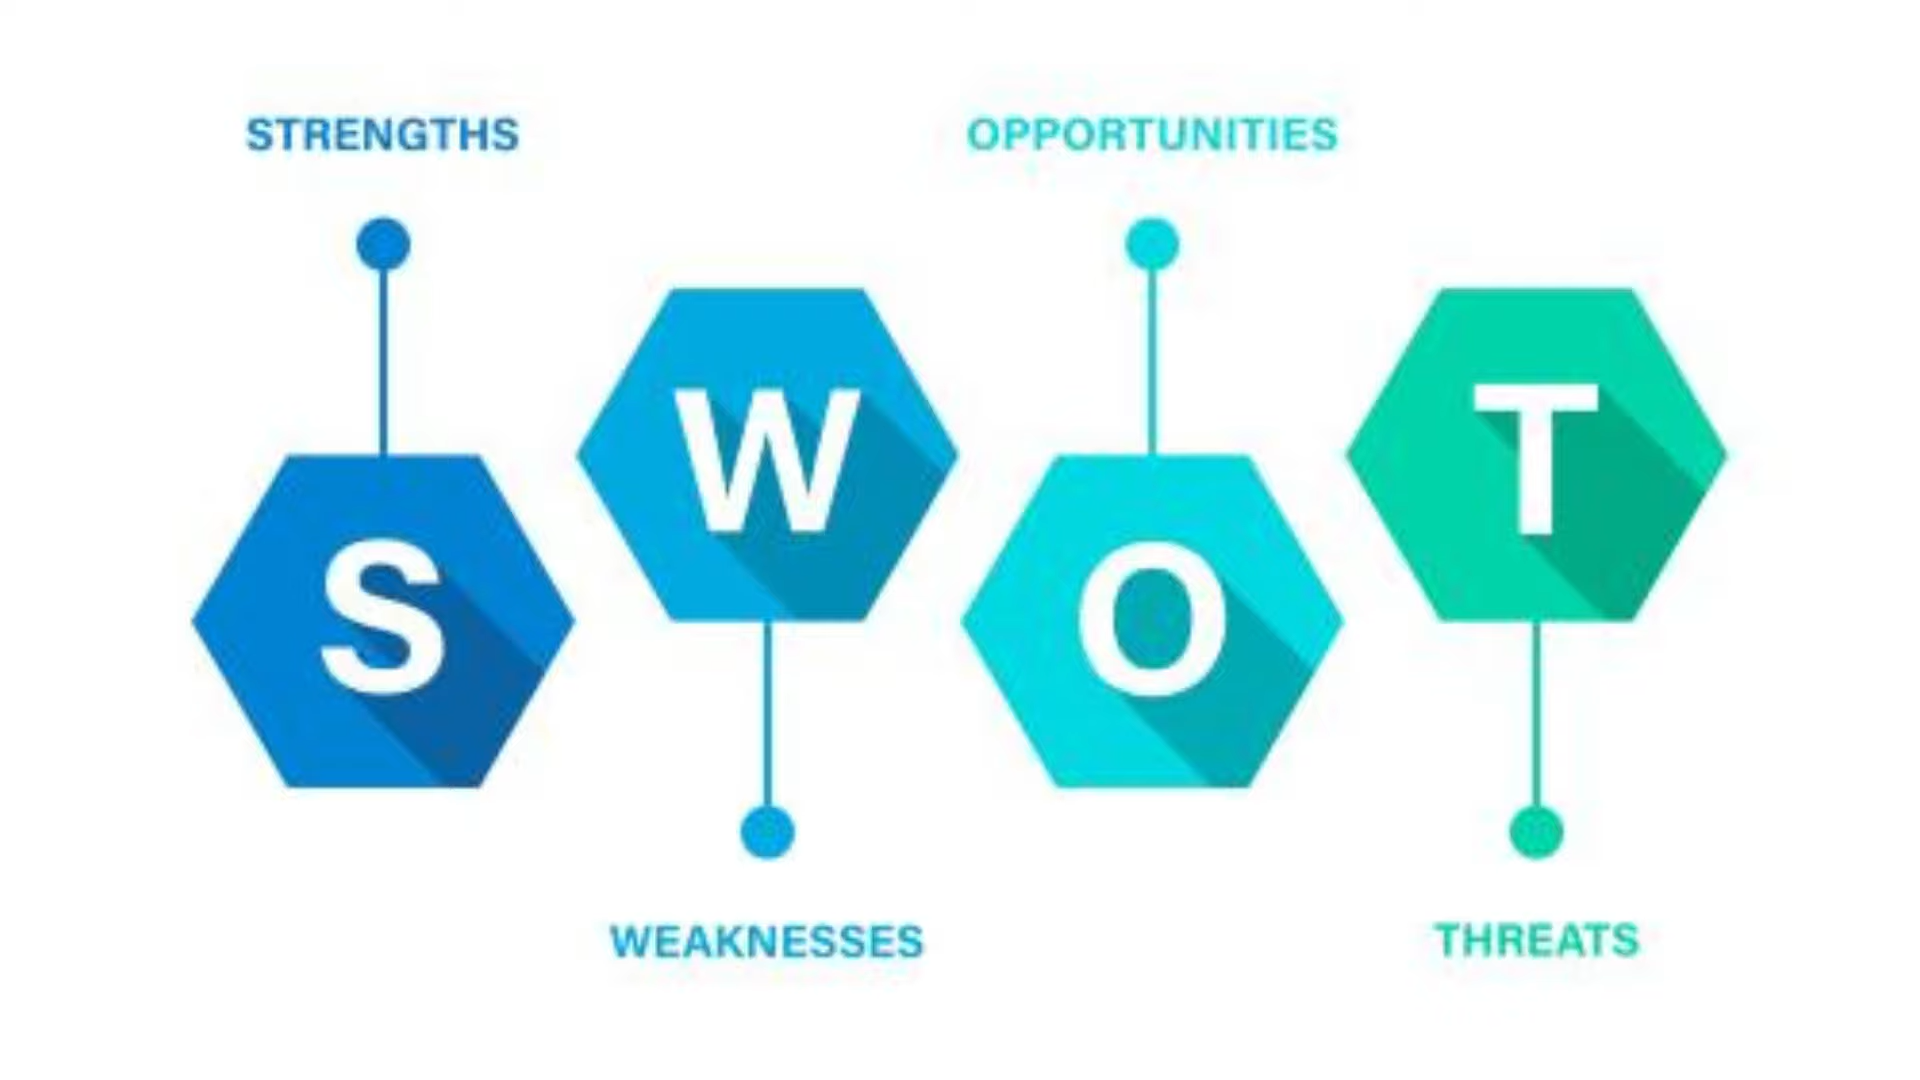 STRENGTHS
OPPORTUNITIES
S
W
O
T
WEAKNESSES
THREATS